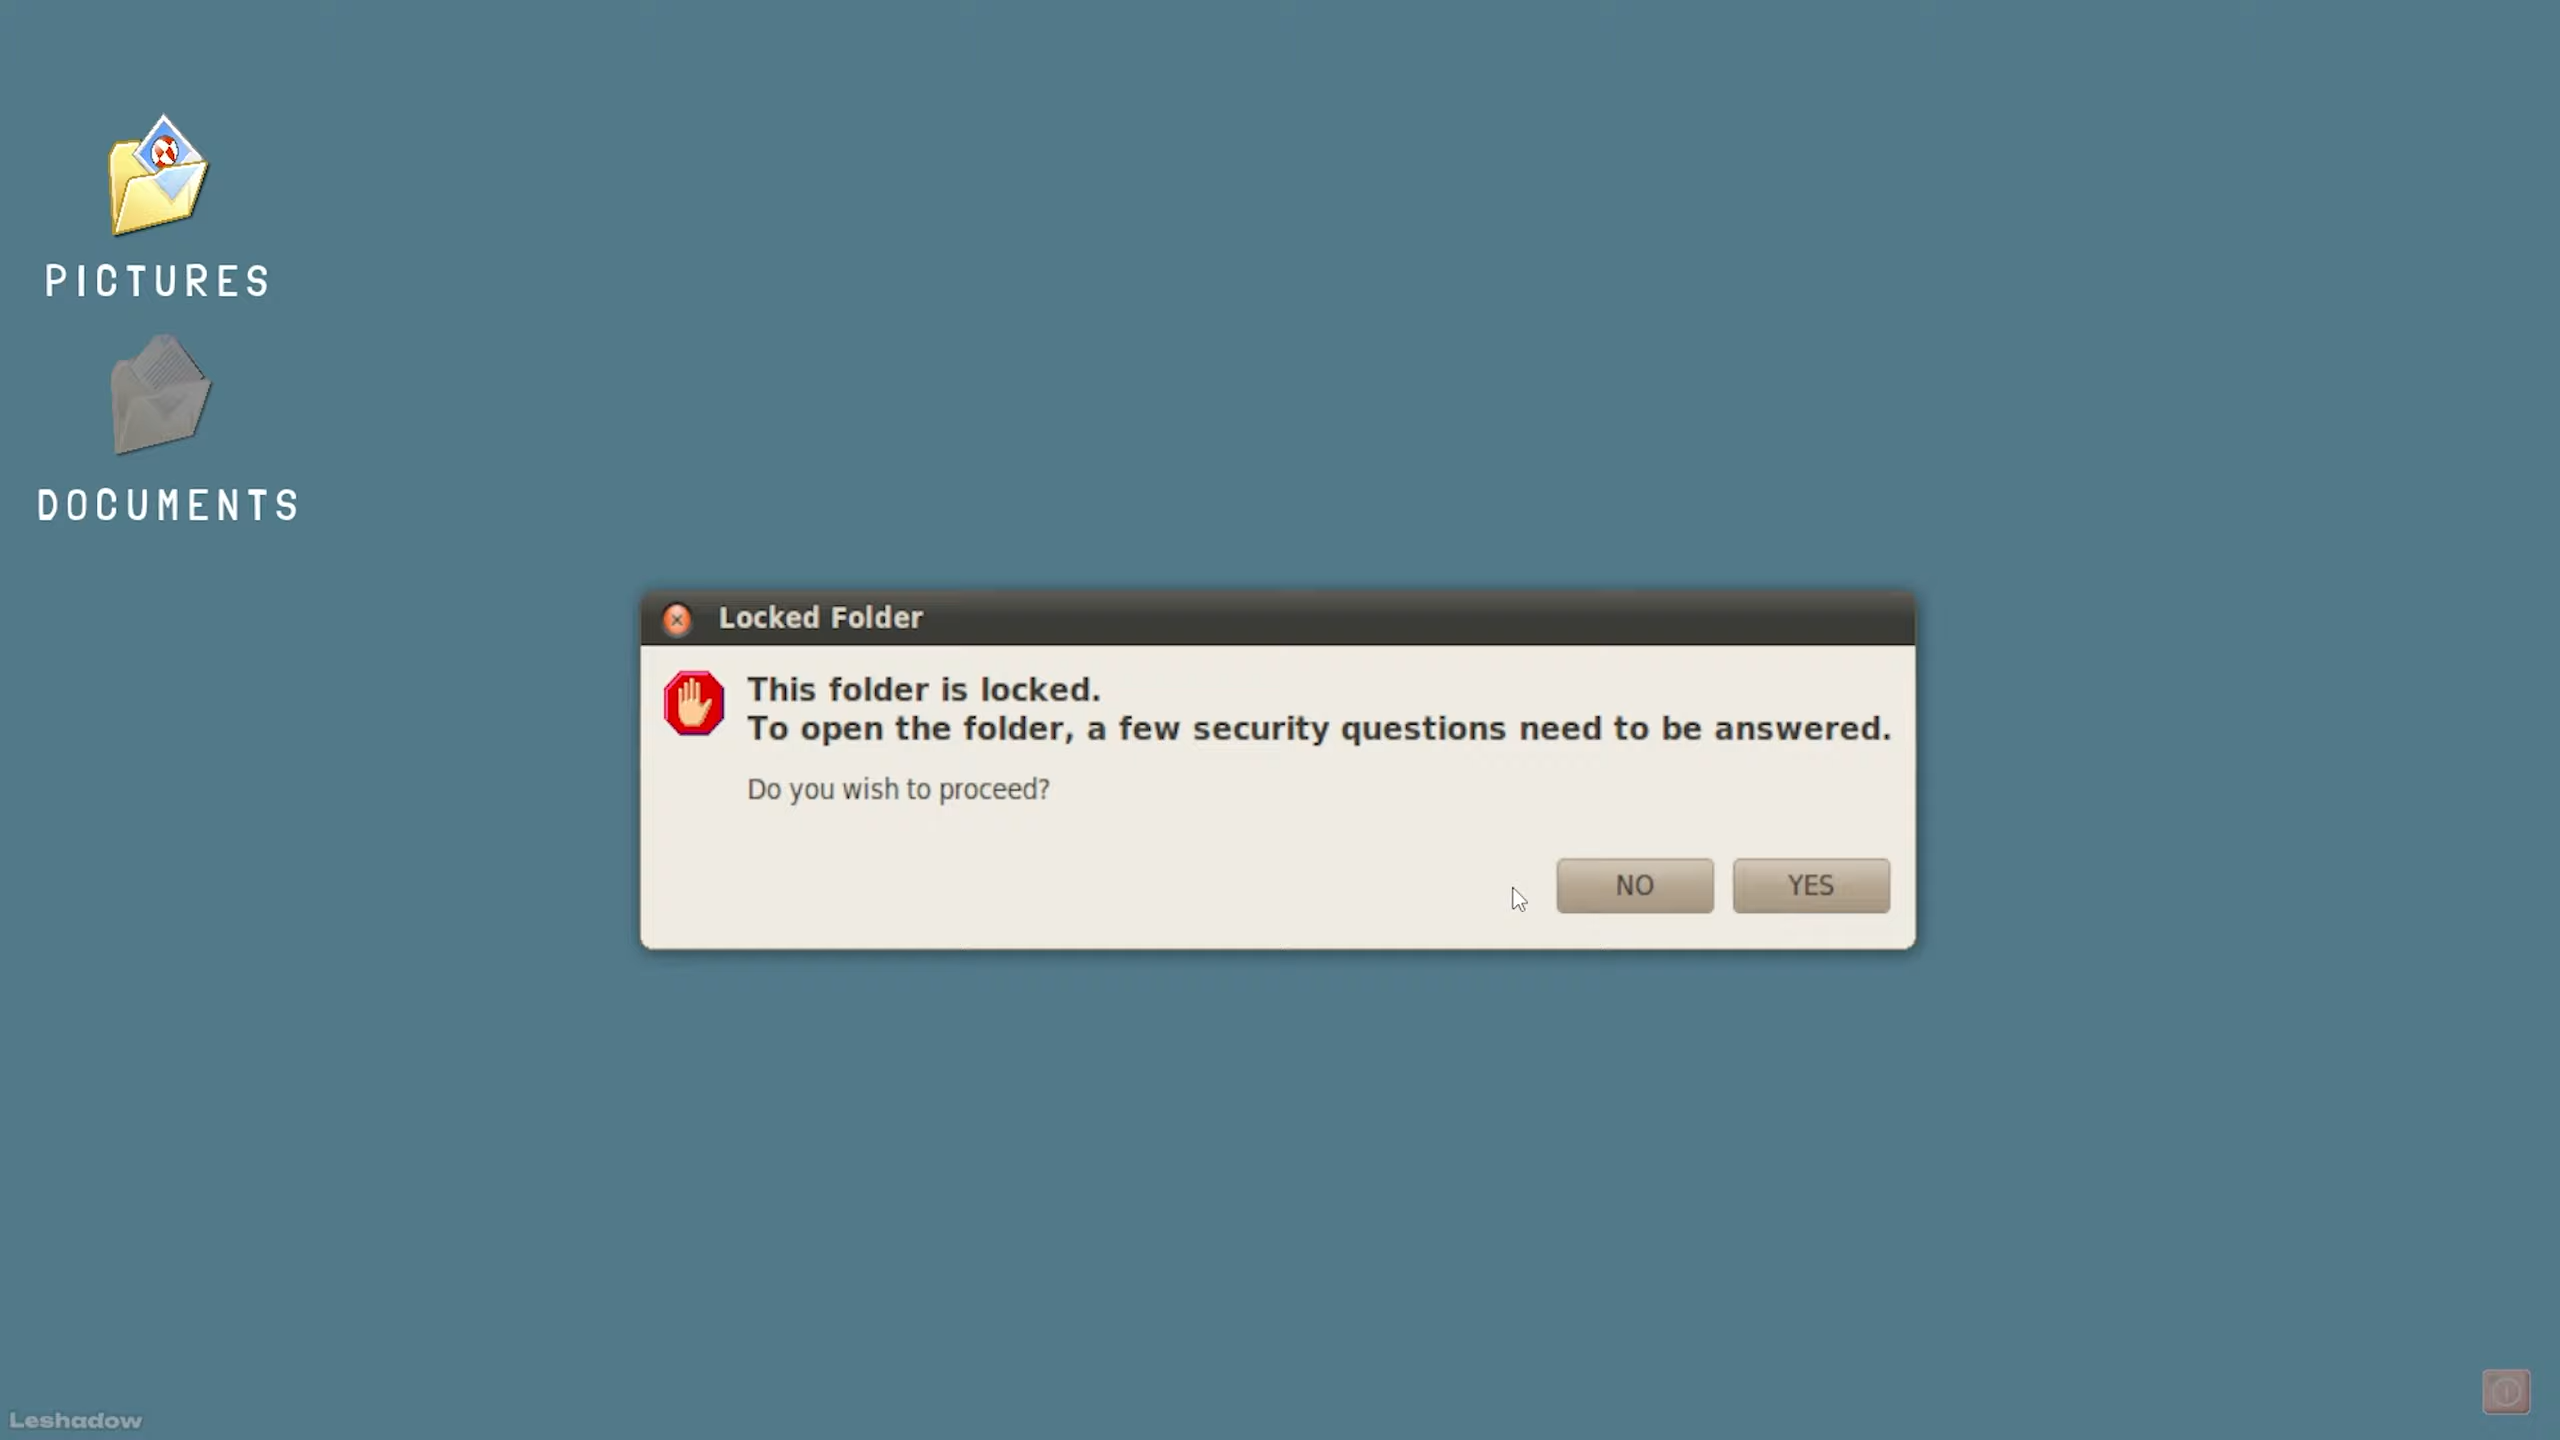 PICTURES
DOCUMENTS
Locked Folder
This folder is locked.
To open the folder, a few security questions need to be answered.
Do you wish to proceed?
NO
YES
Leshadow